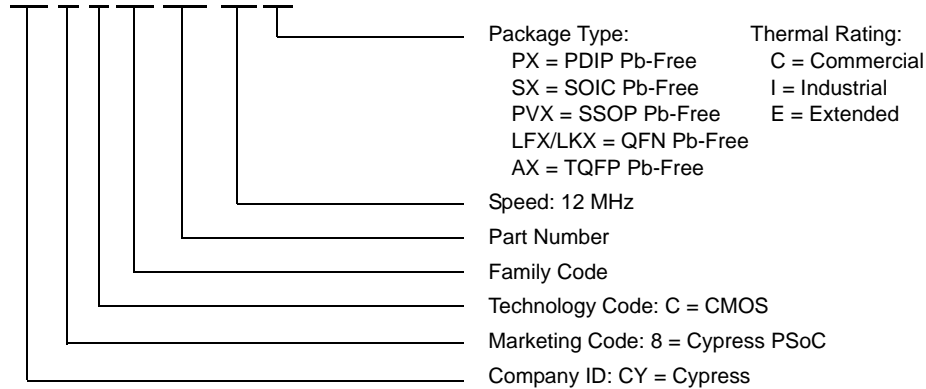 Package Type: Thermal Rating:
PX = PDIP Pb-Free C = Commercial
SX = SOIC Pb-Free I = Industrial
PVX = SSOP Pb-Free E = Extended
LFX/LKX = QFN Pb-Free
AX = TQFP Pb-Free
Speed: 12 MHz
Part Number
Family Code
Technology Code: C = CMOS
Marketing Code: 8 = Cypress PSoC
Company ID: CY = Cypress